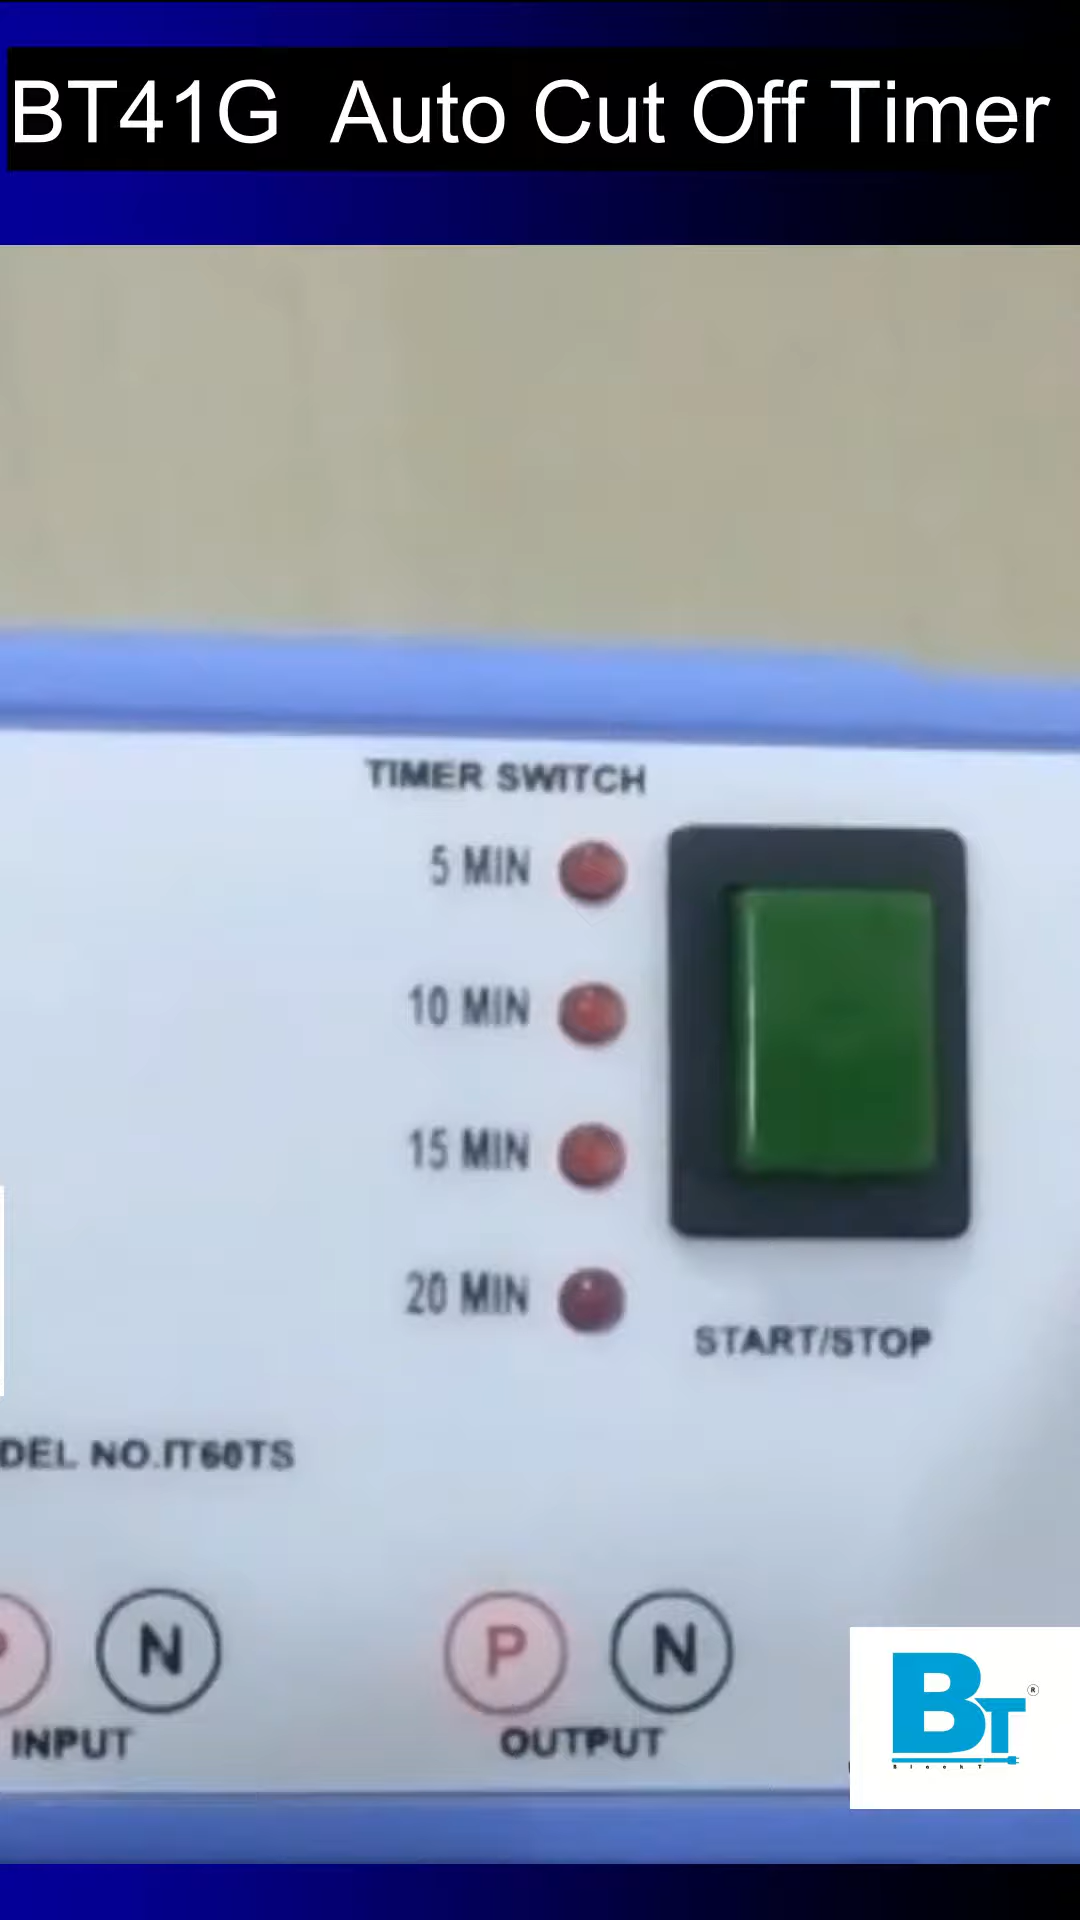 BT41G  Auto Cut Off Timer
TIMER SWITCH
5 MIN
10 MIN
15 MIN
20 MIN
START/STOP
DEL NO.IT60TS
P N
P N
INPUT
OUTPUT
BT®
BlackT